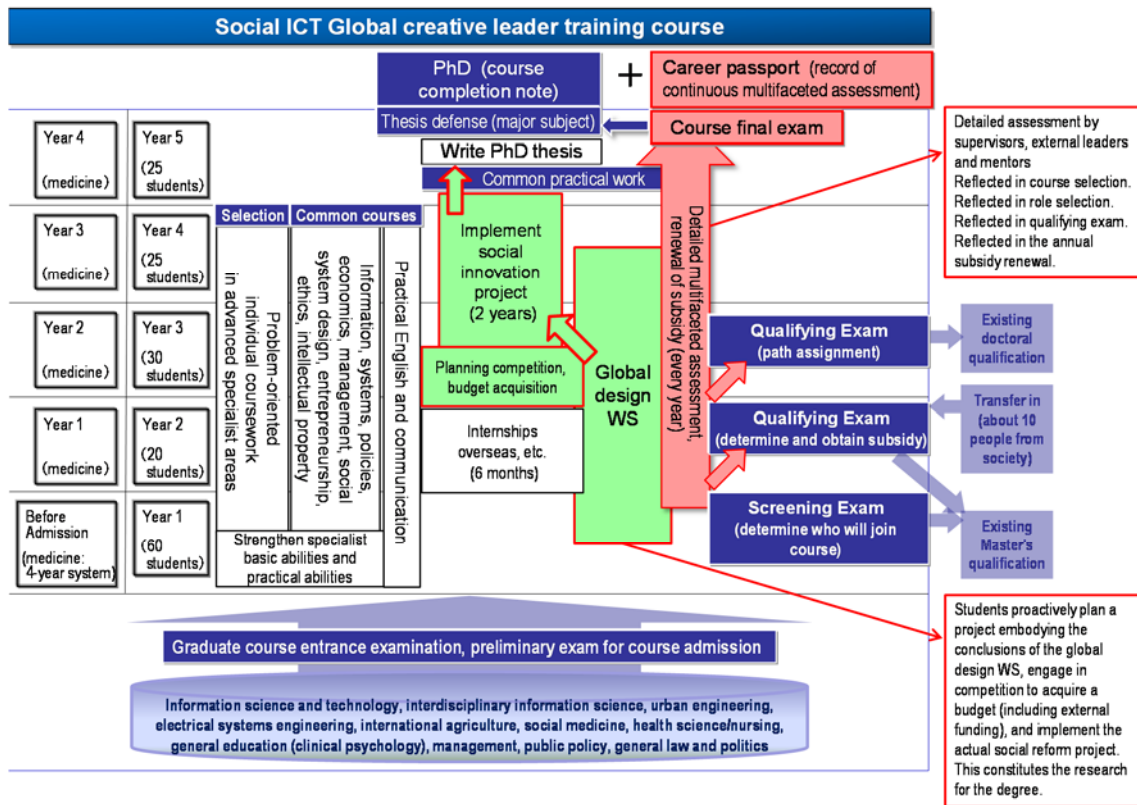 Social ICT Global creative leader training course
PhD (course
completion note)
+
Career passport (record of
continuous multifaceted assessment)
Thesis defense (major subject)
Course final exam
Write PhD thesis
Common practical work
Year 4
(medicine)
Year 5
(25
students)
Year 3
(medicine)
Year 4
(25
students)
Year 2
(medicine)
Year 3
(30
students)
Year 1
(medicine)
Year 2
(20
students)
Before
Admission
(medicine:
4-year system)
Year 1
(60
students)
Selection
Common courses
Problem-oriented
individual coursework
in advanced specialist areas
Information, systems, policies,
economics, management, social
system design, entrepreneurship,
ethics, intellectual property
Practical English and communication
Strengthen specialist
basic abilities and
practical abilities
Implement
social
innovation
project
(2 years)
Planning competition,
budget acquisition
Internships
overseas, etc.
(6 months)
Global
design
WS
Detailed multifaceted assessment,
renewal of subsidy (every year)
Qualifying Exam
(path assignment)
Qualifying Exam
(determine and obtain subsidy)
Screening Exam
(determine who will join
course)
Existing
doctoral
qualification
Transfer in
(about 10
people from
society)
Existing
Master's
qualification
Detailed assessment by
supervisors, external leaders
and mentors
Reflected in course selection.
Reflected in role selection.
Reflected in qualifying exam.
Reflected in the annual
subsidy renewal.
Students proactively plan a
project embodying the
conclusions of the global
design WS, engage in
competition to acquire a
budget (including external
funding), and implement the
actual social reform project.
This constitutes the research
for the degree.
Graduate course entrance examination, preliminary exam for course admission
Information science and technology, interdisciplinary information science, urban engineering,
electrical systems engineering, international agriculture, social medicine, health science/nursing,
general education (clinical psychology), management, public policy, general law and politics